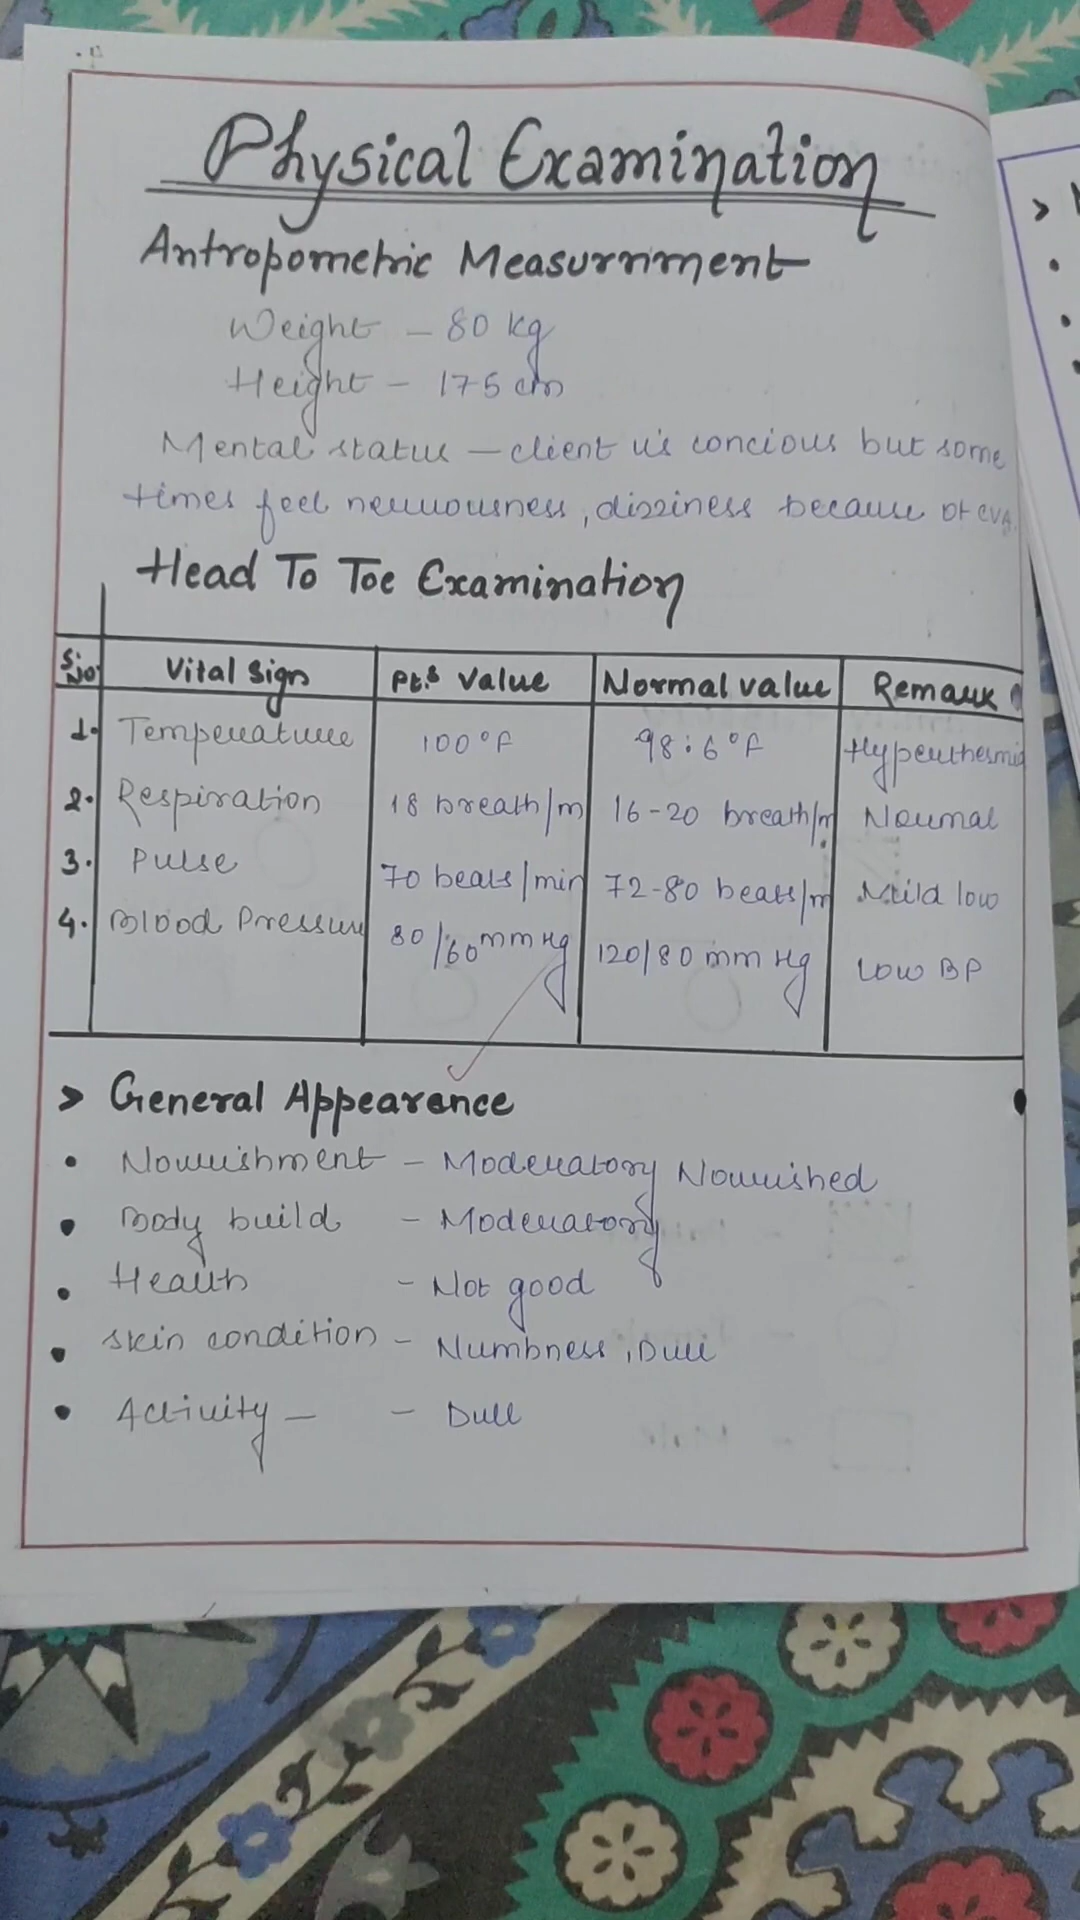 Physical Examination
Antropometric Measurnment
Weight - 80 kg
Height - 175 cm
Mental status - client is concious but some
times feel nervousness, dizziness because of CVA
Head To Toe Examination
S.No. Vital Sign Pt.s Value Normal value Remark
1. Temperature 100°F 98.6°F Hyperthermia
2. Respiration 18 breath/m 16-20 breath/m Normal
3. Pulse 70 beats/min 72-80 beats/m Mild low
4. Blood Pressure 80/60 mm Hg 120/80 mm Hg Low BP
> General Appearance
• Nourishment - Moderatory Nourished
• Body build - Moderatory
• Health - Not good
• Skin condition - Numbness, Dull
• Activity - - Dull